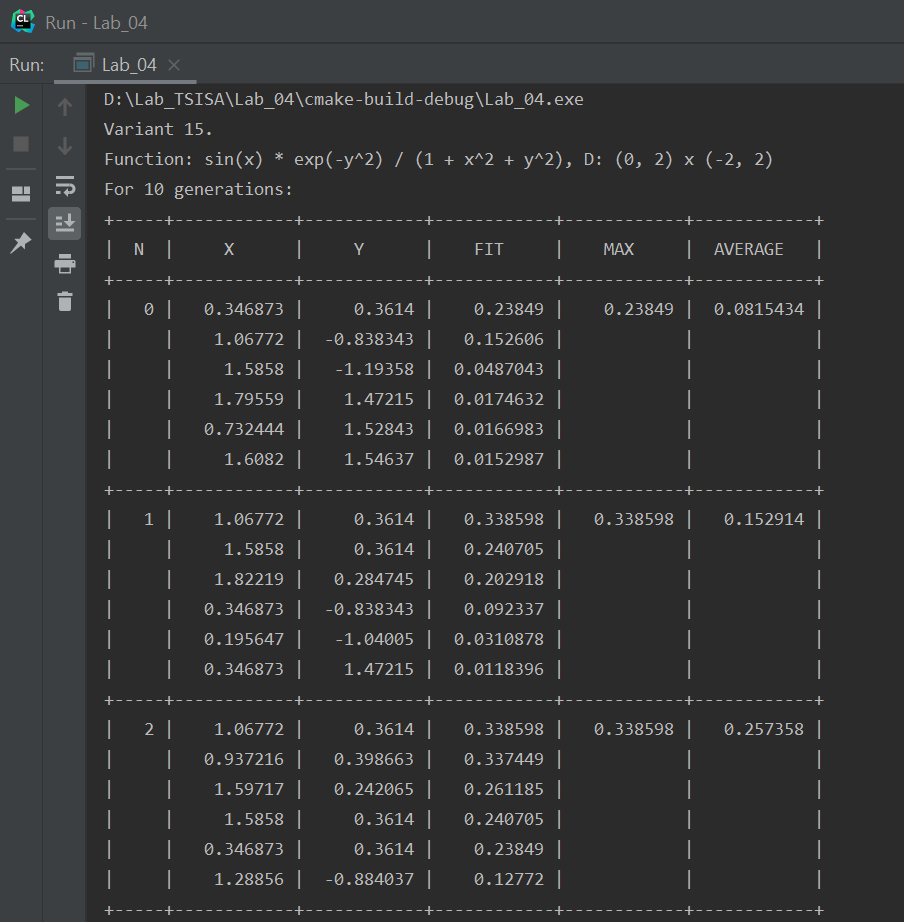 CL Run - Lab_04
Run: Lab_04 ×
D:\Lab_TSISA\Lab_04\cmake-build-debug\Lab_04.exe
Variant 15.
Function: sin(x) * exp(-y^2) / (1 + x^2 + y^2), D: (0, 2) x (-2, 2)
For 10 generations:
+-----+------------+------------+------------+------------+------------+
|  N  |     X      |     Y      |    FIT     |    MAX     |  AVERAGE   |
+-----+------------+------------+------------+------------+------------+
|   0 |   0.346873 |     0.3614 |    0.23849 |    0.23849 |  0.0815434 |
|     |    1.06772 |  -0.838343 |   0.152606 |            |            |
|     |     1.5858 |   -1.19358 |  0.0487043 |            |            |
|     |    1.79559 |    1.47215 |  0.0174632 |            |            |
|     |   0.732444 |    1.52843 |  0.0166983 |            |            |
|     |     1.6082 |    1.54637 |  0.0152987 |            |            |
+-----+------------+------------+------------+------------+------------+
|   1 |    1.06772 |     0.3614 |   0.338598 |   0.338598 |   0.152914 |
|     |     1.5858 |     0.3614 |   0.240705 |            |            |
|     |    1.82219 |   0.284745 |   0.202918 |            |            |
|     |   0.346873 |  -0.838343 |   0.092337 |            |            |
|     |   0.195647 |   -1.04005 |  0.0310878 |            |            |
|     |   0.346873 |    1.47215 |  0.0118396 |            |            |
+-----+------------+------------+------------+------------+------------+
|   2 |    1.06772 |     0.3614 |   0.338598 |   0.338598 |   0.257358 |
|     |   0.937216 |   0.398663 |   0.337449 |            |            |
|     |    1.59717 |   0.242065 |   0.261185 |            |            |
|     |     1.5858 |     0.3614 |   0.240705 |            |            |
|     |   0.346873 |     0.3614 |    0.23849 |            |            |
|     |    1.28856 |  -0.884037 |    0.12772 |            |            |
+-----+------------+------------+------------+------------+------------+